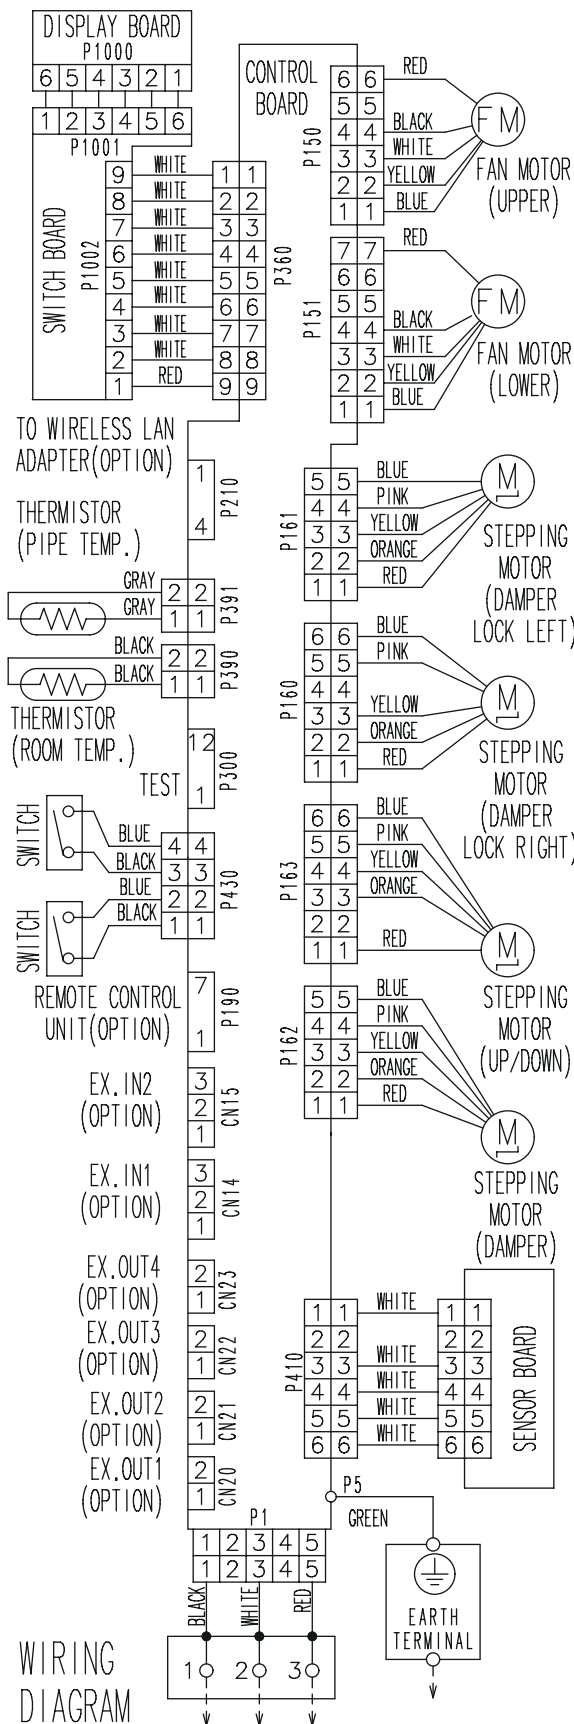 DISPLAY BOARD
P1000
6 5 4 3 2 1
1 2 3 4 5 6
P1001
SWITCH BOARD
P1002
9 WHITE 1 1
8 WHITE 2 2
7 WHITE 3 3
6 WHITE 4 4
5 WHITE 5 5
4 WHITE 6 6
3 WHITE 7 7
2 WHITE 8 8
1 RED 9 9
P360
CONTROL
BOARD
P150
6 6 RED
5 5
4 4 BLACK
3 3 WHITE
2 2 YELLOW
1 1 BLUE
FM
FAN MOTOR
(UPPER)
P151
7 7 RED
6 6
5 5
4 4 BLACK
3 3 WHITE
2 2 YELLOW
1 1 BLUE
FM
FAN MOTOR
(LOWER)
TO WIRELESS LAN
ADAPTER(OPTION)
1
4
P210
THERMISTOR
(PIPE TEMP.)
GRAY 2 2
GRAY 1 1
P391
BLACK 2 2
BLACK 1 1
P390
THERMISTOR
(ROOM TEMP.)
TEST
12
1
P300
SWITCH
BLUE 4 4
BLACK 3 3
BLUE 2 2
BLACK 1 1
P430
SWITCH
REMOTE CONTROL
UNIT(OPTION)
7
1
P190
EX.IN2
(OPTION)
3
2
1
CN15
EX.IN1
(OPTION)
3
2
1
CN14
EX.OUT4
(OPTION)
2
1
CN23
EX.OUT3
(OPTION)
2
1
CN22
EX.OUT2
(OPTION)
2
1
CN21
EX.OUT1
(OPTION)
2
1
CN20
P161
5 5 BLUE
4 4 PINK
3 3 YELLOW
2 2 ORANGE
1 1 RED
M
STEPPING
MOTOR
(DAMPER
LOCK LEFT)
P160
6 6 BLUE
5 5 PINK
4 4
3 3 YELLOW
2 2 ORANGE
1 1 RED
M
STEPPING
MOTOR
(DAMPER
LOCK RIGHT)
P163
6 6 BLUE
5 5 PINK
4 4 YELLOW
3 3 ORANGE
2 2
1 1 RED
M
STEPPING
MOTOR
(UP/DOWN)
P162
5 5 BLUE
4 4 PINK
3 3 YELLOW
2 2 ORANGE
1 1 RED
M
STEPPING
MOTOR
(DAMPER)
P410
1 1 WHITE 1 1
2 2 2 2
3 3 WHITE 3 3
4 4 WHITE 4 4
5 5 WHITE 5 5
6 6 WHITE 6 6
SENSOR BOARD
P5
GREEN
EARTH
TERMINAL
P1
1 2 3 4 5
1 2 3 4 5
BLACK WHITE RED
1 2 3
WIRING
DIAGRAM